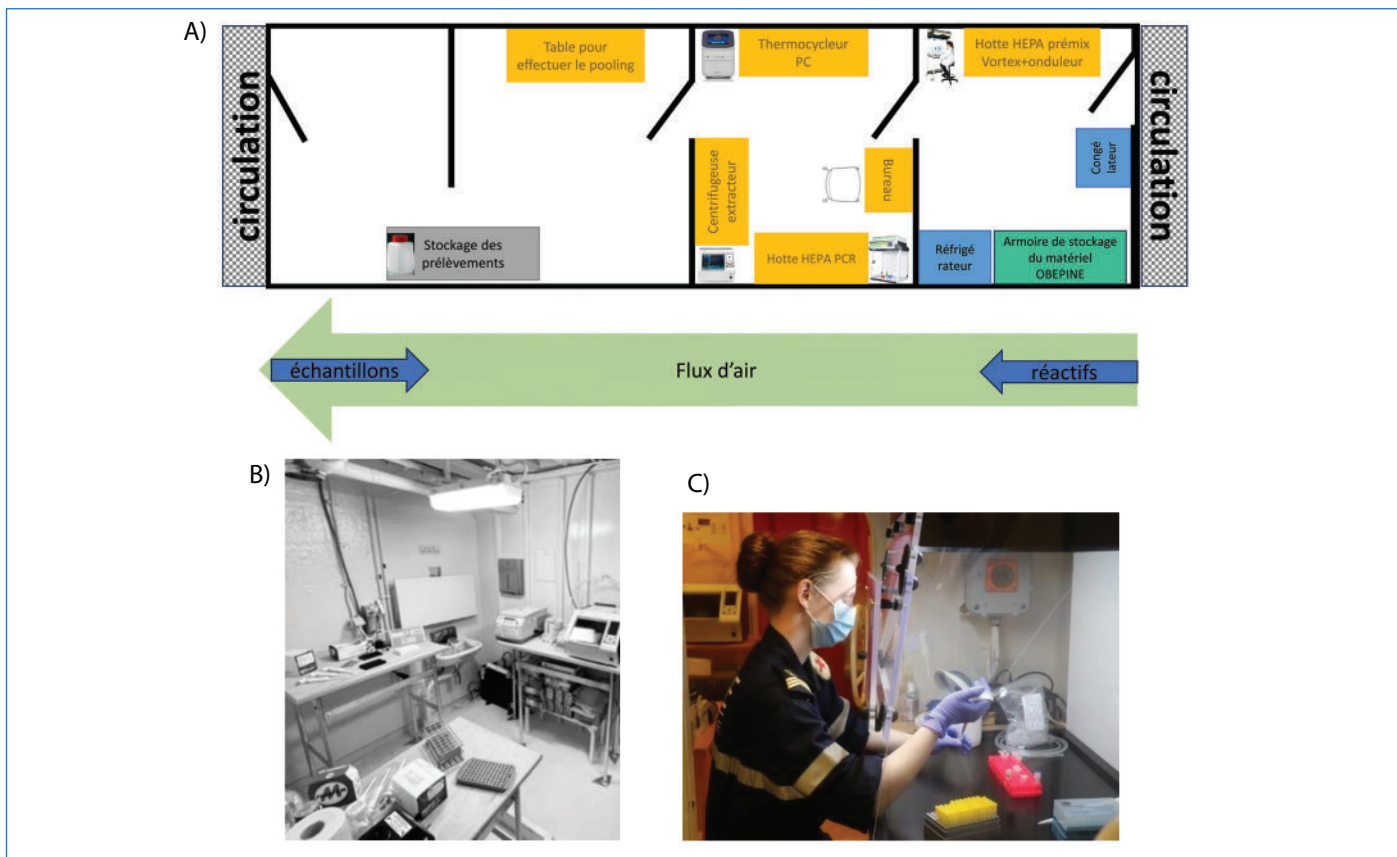 A)
circulation
Table pour
effectuer le pooling
Thermocycleur
PC
Hotte HEPA prémix
Vortex+onduleur
circulation
Centrifugeuse
extracteur
Bureau
Congé
lateur
Stockage des
prélèvements
Hotte HEPA PCR
Réfrigé
rateur
Armoire de stockage
du matériel
OBEPINE
échantillons
Flux d'air
réactifs
B)
C)